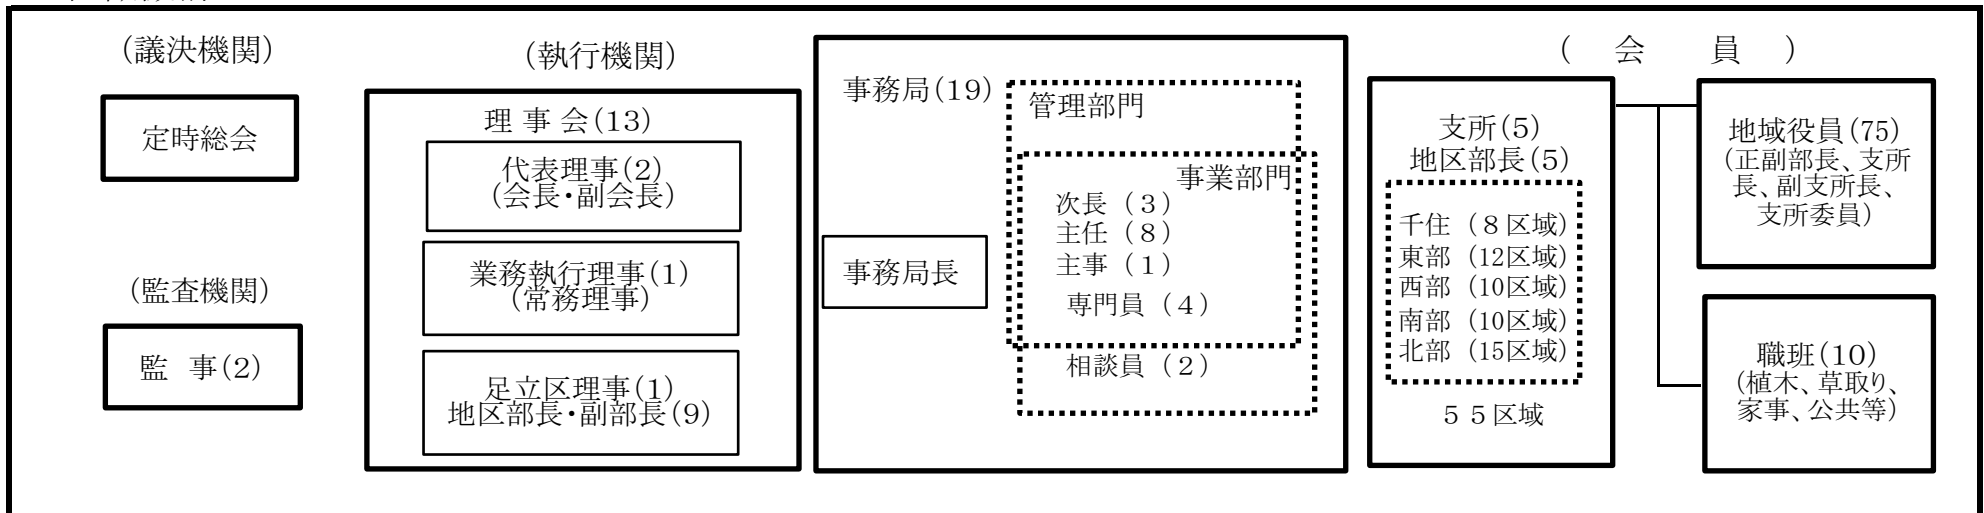 (議決機関)
定時総会
(監査機関)
監　事(2)
(執行機関)
理 事 会(13)
代表理事(2)
(会長・副会長)
業務執行理事(1)
(常務理事)
足立区理事(1)
地区部長・副部長(9)
事務局(19)
事務局長
管理部門
事業部門
次長（３）
主任（８）
主事（１）
専門員（４）
相談員（２）
（　会　　員　）
支所(5)
地区部長(5)
千住（８区域）
東部（12区域）
西部（10区域）
南部（10区域）
北部（15区域）
５５区域
地域役員(75)
(正副部長、支所
長、副支所長、
支所委員)
職班(10)
(植木、草取り、
家事、公共等)